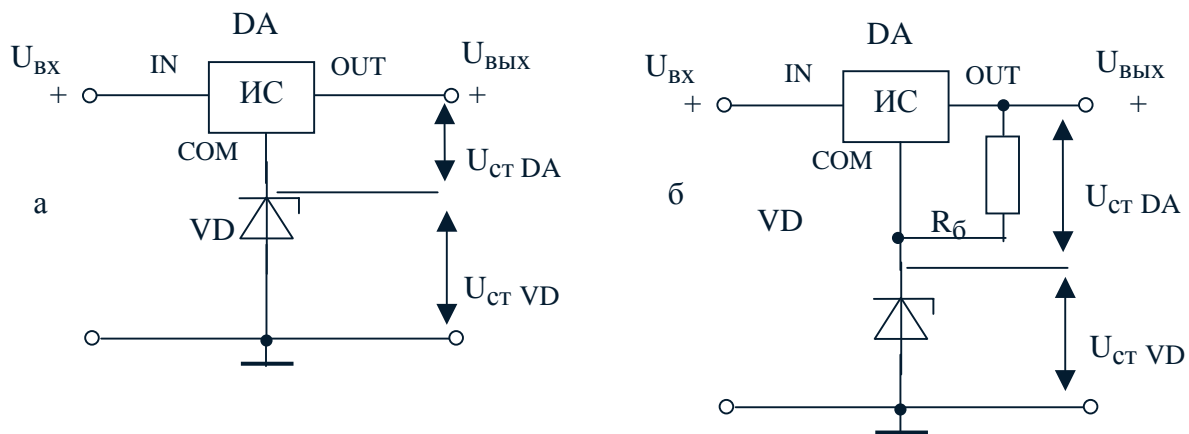 DA
Uвх
IN
OUT
Uвых
+
ИС
+
COM
Uст DA
а
VD
Uст VD
DA
Uвх
IN
OUT
Uвых
+
ИС
+
COM
б
VD
Rб
Uст DA
Uст VD